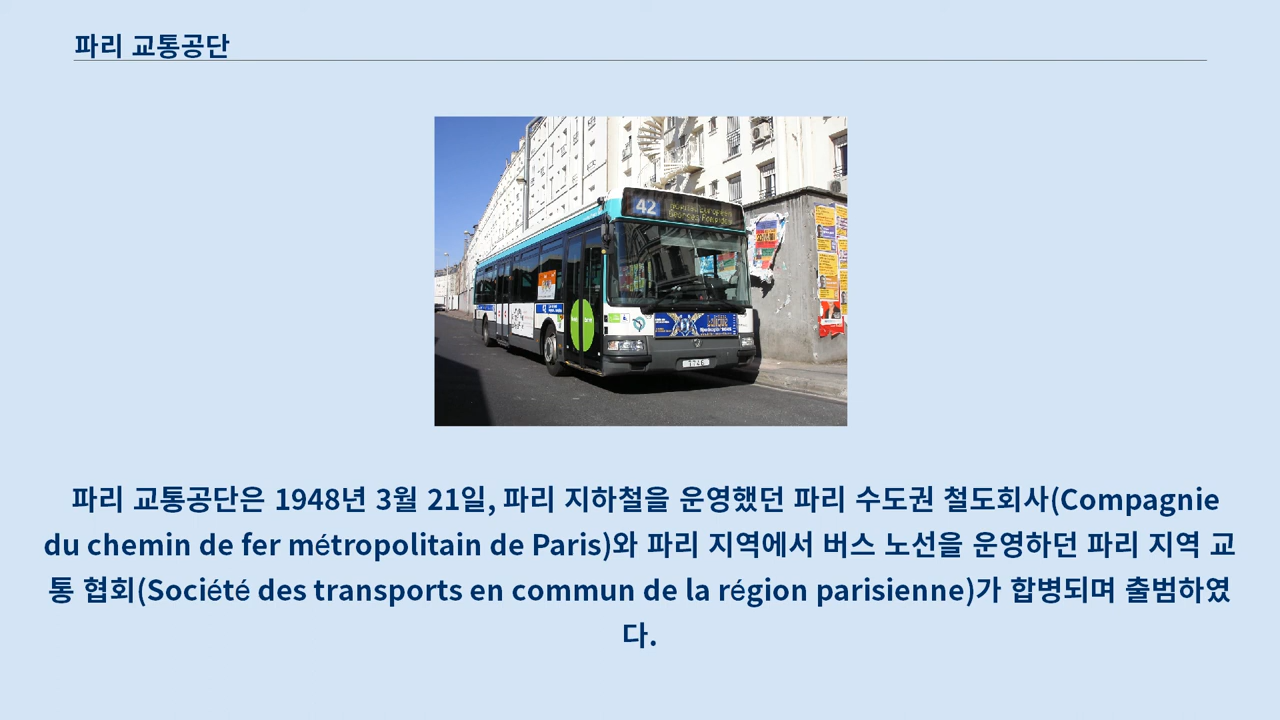 파리 교통공단
42
파리 교통공단은 1948년 3월 21일, 파리 지하철을 운영했던 파리 수도권 철도회사(Compagnie
du chemin de fer métropolitain de Paris)와 파리 지역에서 버스 노선을 운영하던 파리 지역 교
통 협회(Société des transports en commun de la région parisienne)가 합병되며 출범하였
다.